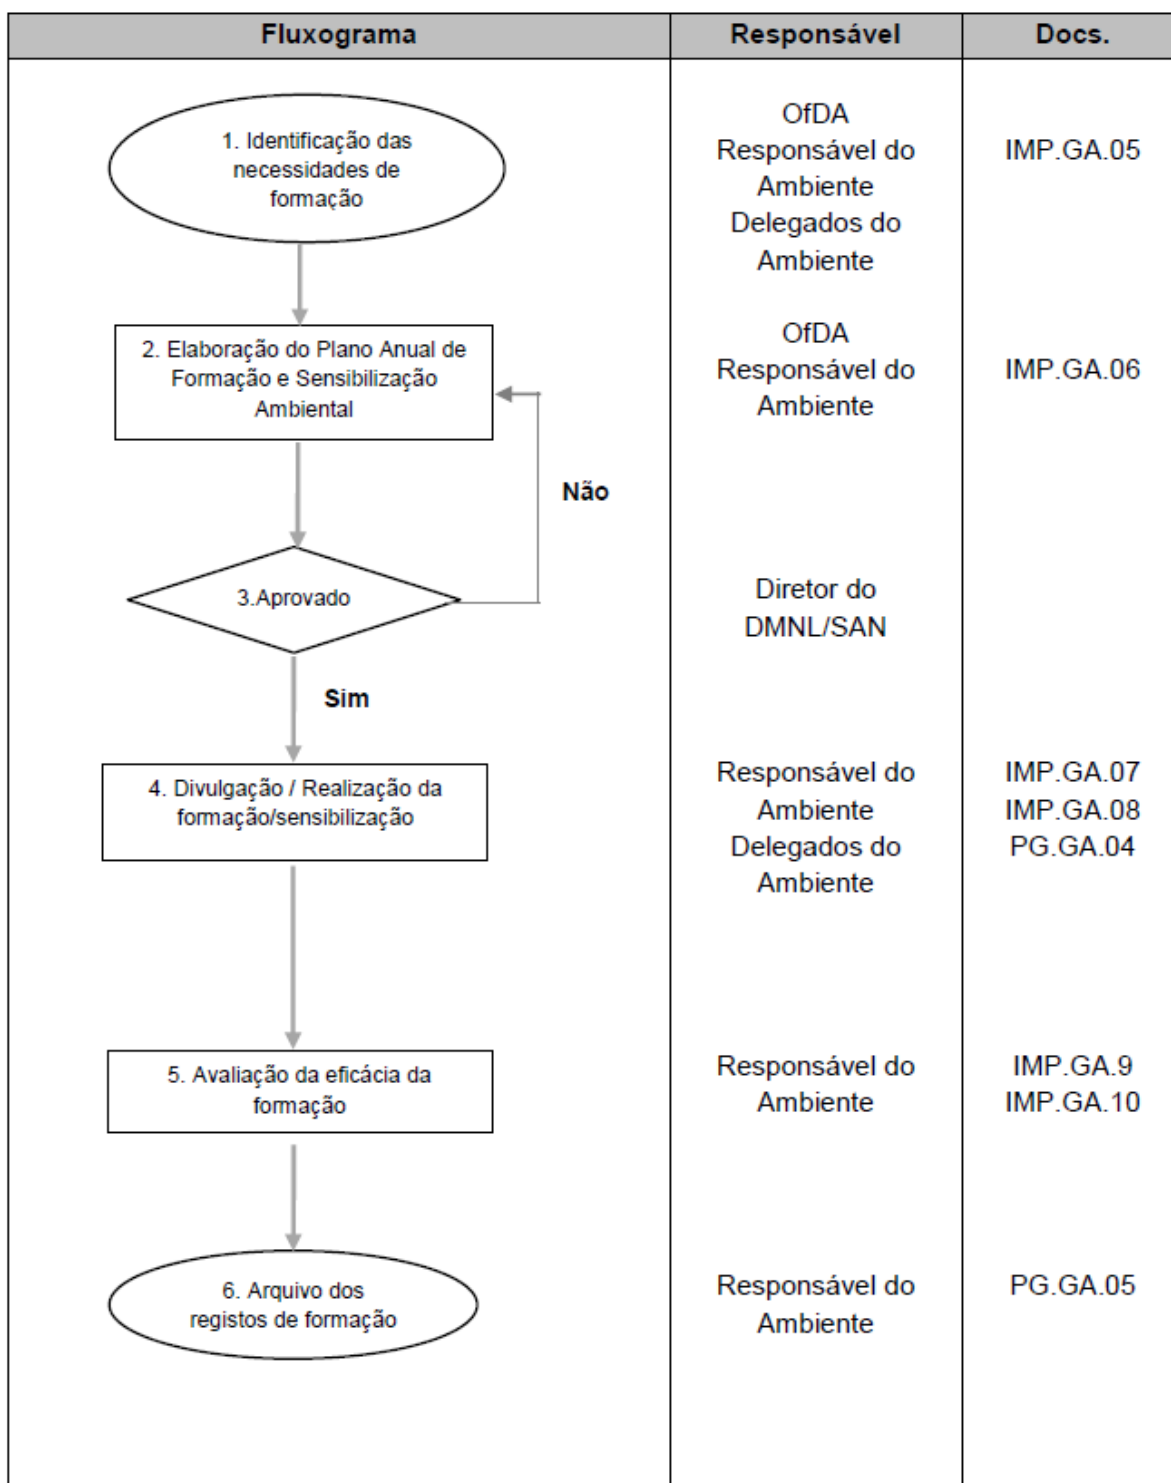 Fluxograma
Responsável
Docs.
1. Identificação das
necessidades de
formação
OfDA
Responsável do
Ambiente
Delegados do
Ambiente
IMP.GA.05
2. Elaboração do Plano Anual de
Formação e Sensibilização
Ambiental
OfDA
Responsável do
Ambiente
IMP.GA.06
Não
3.Aprovado
Diretor do
DMNL/SAN
Sim
4. Divulgação / Realização da
formação/sensibilização
Responsável do
Ambiente
Delegados do
Ambiente
IMP.GA.07
IMP.GA.08
PG.GA.04
5. Avaliação da eficácia da
formação
Responsável do
Ambiente
IMP.GA.9
IMP.GA.10
6. Arquivo dos
registos de formação
Responsável do
Ambiente
PG.GA.05